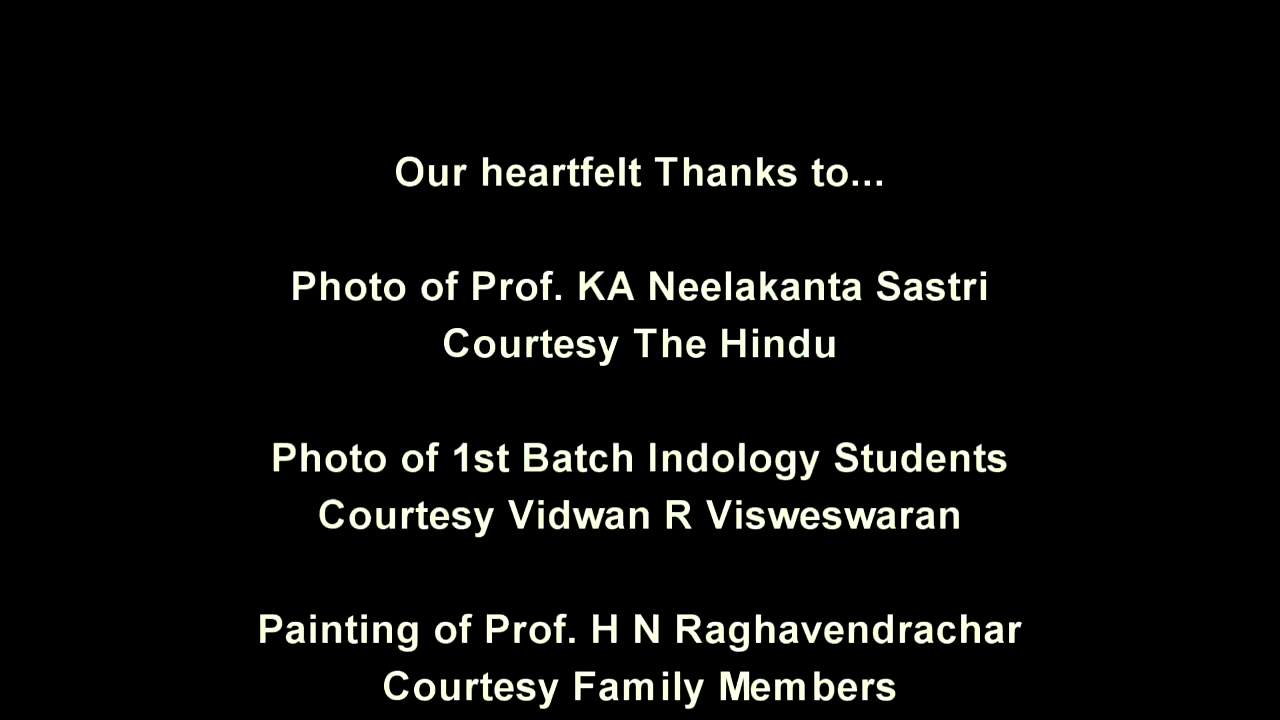 Our heartfelt Thanks to...
Photo of Prof. KA Neelakanta Sastri
Courtesy The Hindu
Photo of 1st Batch Indology Students
Courtesy Vidwan R Visweswaran
Painting of Prof. H N Raghavendrachar
Courtesy Family Members